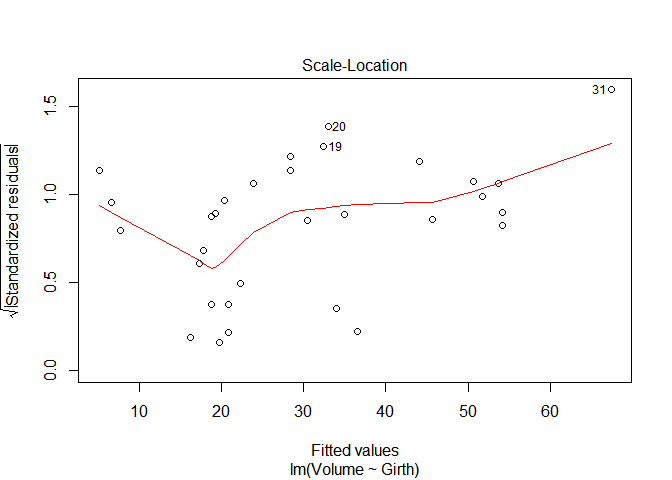 Scale-Location
√|Standardized residuals|
1.5
1.0
0.5
0.0
31
20
19
10 20 30 40 50 60
Fitted values
lm(Volume ~ Girth)